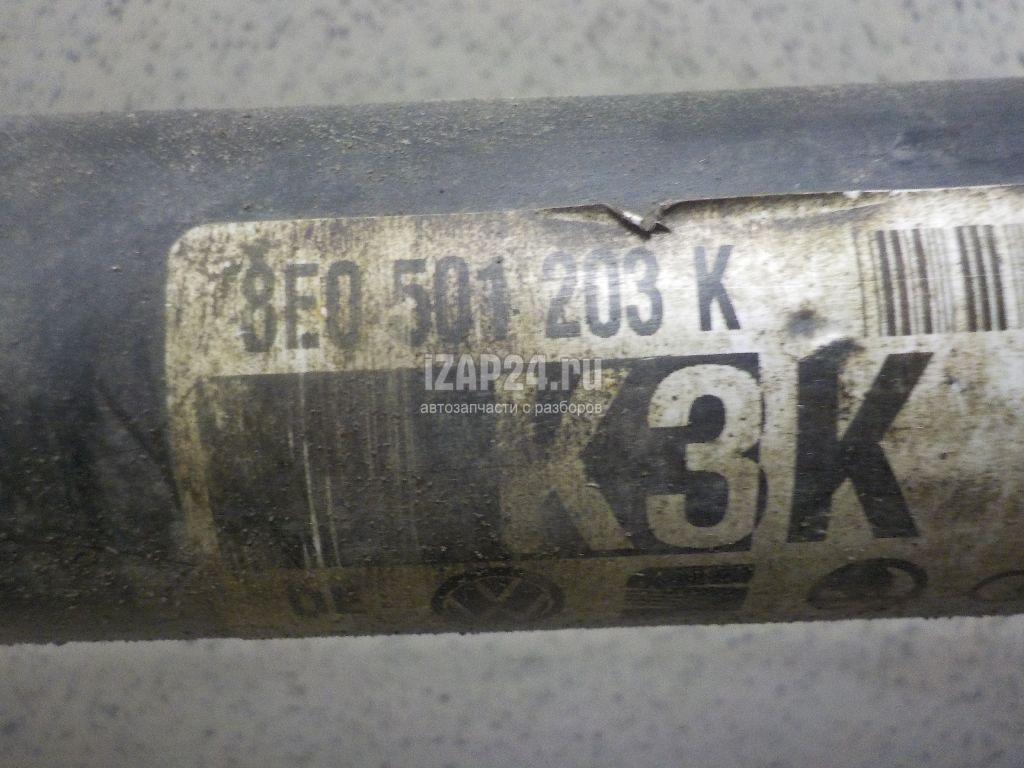 8E0 501 203 K
iZAP24.ru
автозапчасти с разборов
K3K